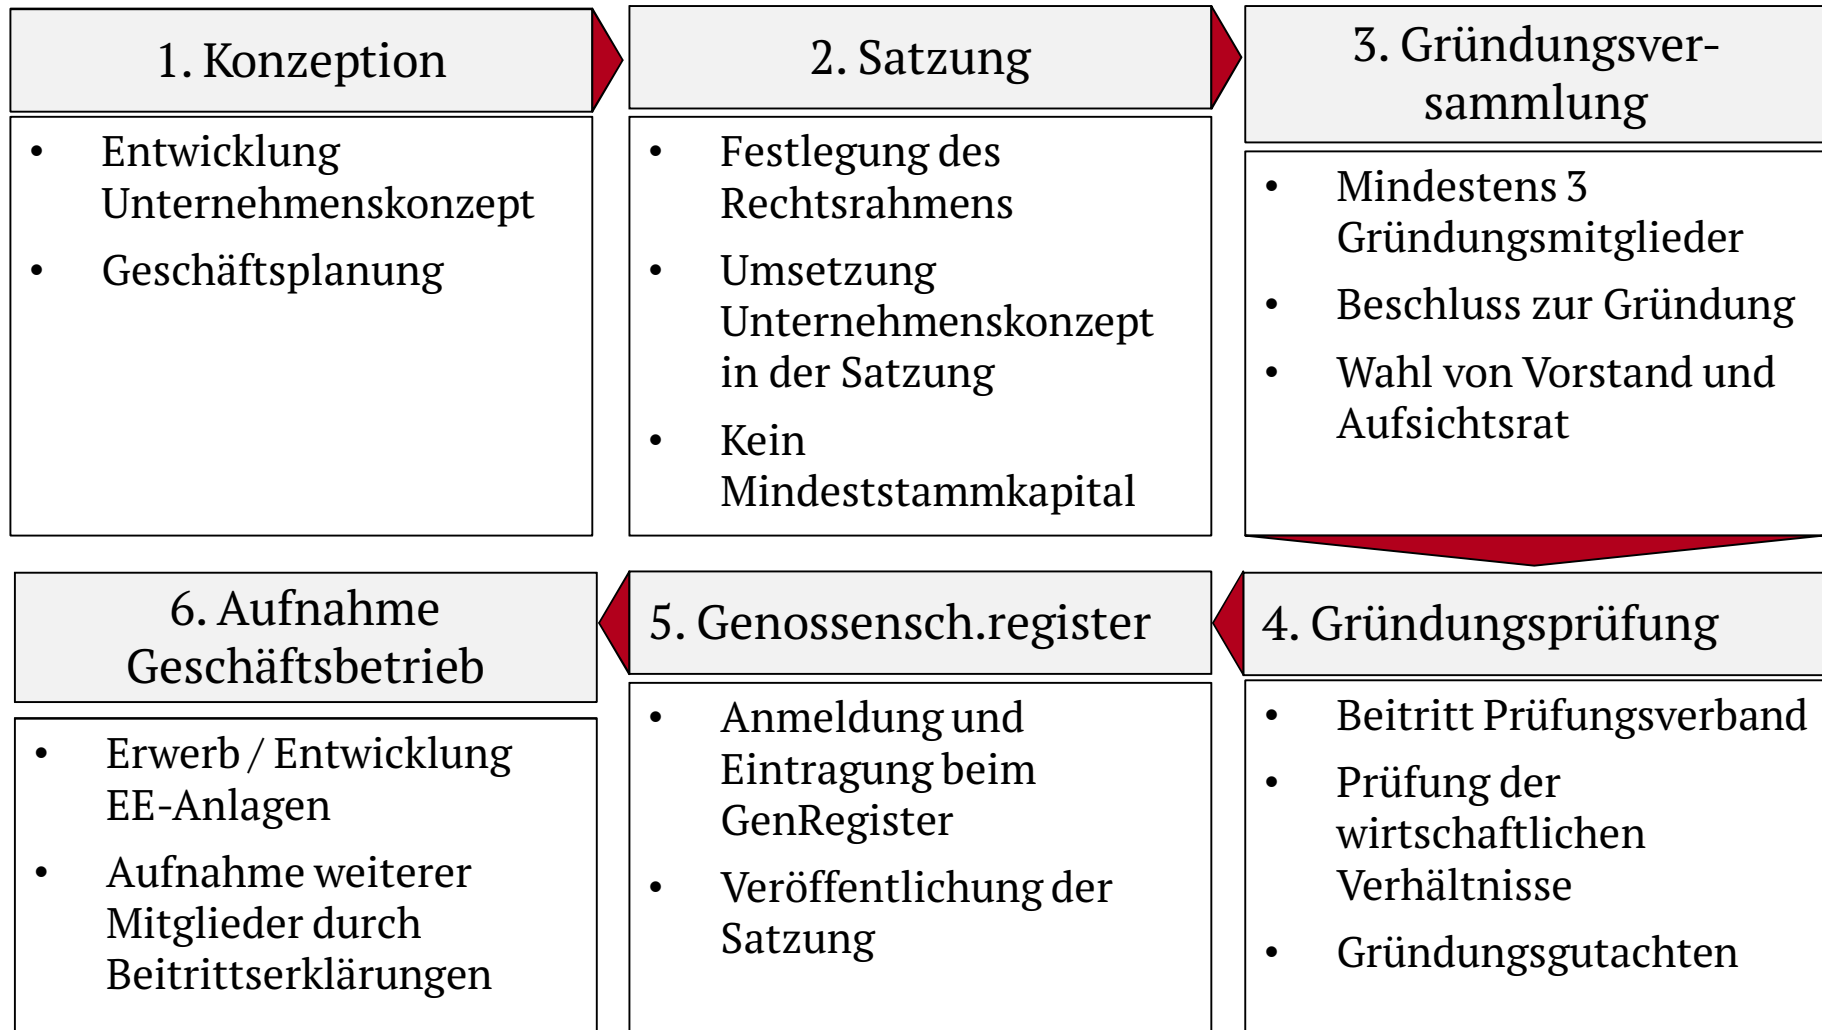 1. Konzeption
• Entwicklung
Unternehmenskonzept
• Geschäftsplanung
2. Satzung
• Festlegung des
Rechtsrahmens
• Umsetzung
Unternehmenskonzept
in der Satzung
• Kein
Mindeststammkapital
3. Gründungsver-
sammlung
• Mindestens 3
Gründungsmitglieder
• Beschluss zur Gründung
• Wahl von Vorstand und
Aufsichtsrat
4. Gründungsprüfung
• Beitritt Prüfungsverband
• Prüfung der
wirtschaftlichen
Verhältnisse
• Gründungsgutachten
5. Genossensch.register
• Anmeldung und
Eintragung beim
GenRegister
• Veröffentlichung der
Satzung
6. Aufnahme
Geschäftsbetrieb
• Erwerb / Entwicklung
EE-Anlagen
• Aufnahme weiterer
Mitglieder durch
Beitrittserklärungen